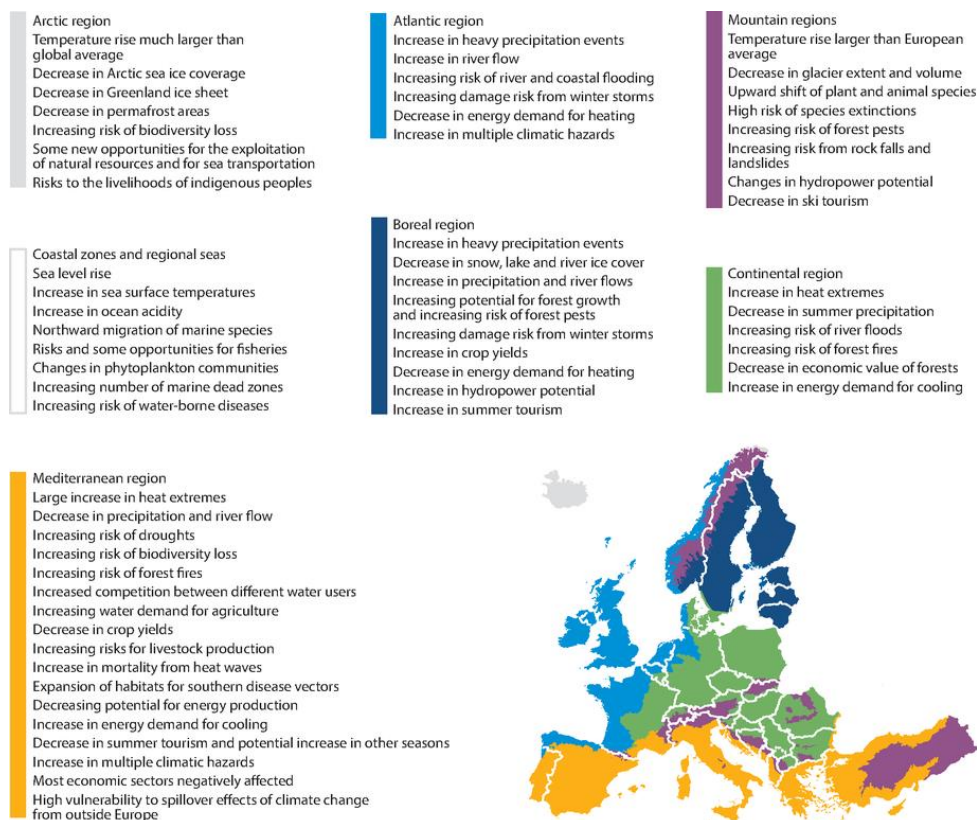 Arctic region
Temperature rise much larger than
global average
Decrease in Arctic sea ice coverage
Decrease in Greenland ice sheet
Decrease in permafrost areas
Increasing risk of biodiversity loss
Some new opportunities for the exploitation
of natural resources and for sea transportation
Risks to the livelihoods of indigenous peoples
Atlantic region
Increase in heavy precipitation events
Increase in river flow
Increasing risk of river and coastal flooding
Increasing damage risk from winter storms
Decrease in energy demand for heating
Increase in multiple climatic hazards
Mountain regions
Temperature rise larger than European
average
Decrease in glacier extent and volume
Upward shift of plant and animal species
High risk of species extinctions
Increasing risk of forest pests
Increasing risk from rock falls and
landslides
Changes in hydropower potential
Decrease in ski tourism
Coastal zones and regional seas
Sea level rise
Increase in sea surface temperatures
Increase in ocean acidity
Northward migration of marine species
Risks and some opportunities for fisheries
Changes in phytoplankton communities
Increasing number of marine dead zones
Increasing risk of water-borne diseases
Boreal region
Increase in heavy precipitation events
Decrease in snow, lake and river ice cover
Increase in precipitation and river flows
Increasing potential for forest growth
and increasing risk of forest pests
Increasing damage risk from winter storms
Increase in crop yields
Decrease in energy demand for heating
Increase in hydropower potential
Increase in summer tourism
Continental region
Increase in heat extremes
Decrease in summer precipitation
Increasing risk of river floods
Increasing risk of forest fires
Decrease in economic value of forests
Increase in energy demand for cooling
Mediterranean region
Large increase in heat extremes
Decrease in precipitation and river flow
Increasing risk of droughts
Increasing risk of biodiversity loss
Increasing risk of forest fires
Increased competition between different water users
Increasing water demand for agriculture
Decrease in crop yields
Increasing risks for livestock production
Increase in mortality from heat waves
Expansion of habitats for southern disease vectors
Decreasing potential for energy production
Increase in energy demand for cooling
Decrease in summer tourism and potential increase in other seasons
Increase in multiple climatic hazards
Most economic sectors negatively affected
High vulnerability to spillover effects of climate change
from outside Europe